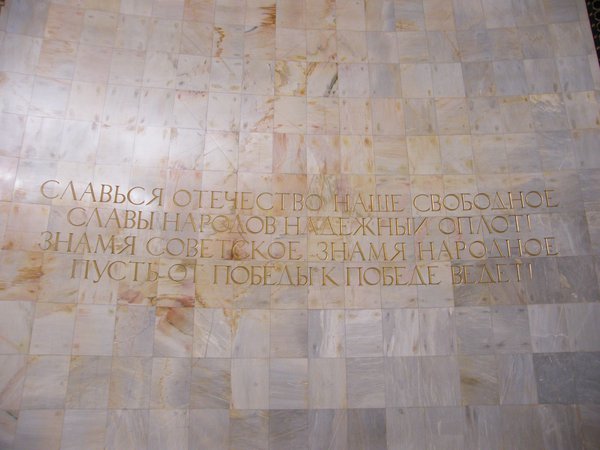 СЛАВЬСЯ ОТЕЧЕСТВО НАШЕ СВОБОДНОЕ
СЛАВЫ НАРОДОВ НАДЕЖНЫЙ ОПЛОТ!
ЗНАМЯ СОВЕТСКОЕ ЗНАМЯ НАРОДНОЕ
ПУСТЬ ОТ ПОБЕДЫ К ПОБЕДЕ ВЕДЕТ!